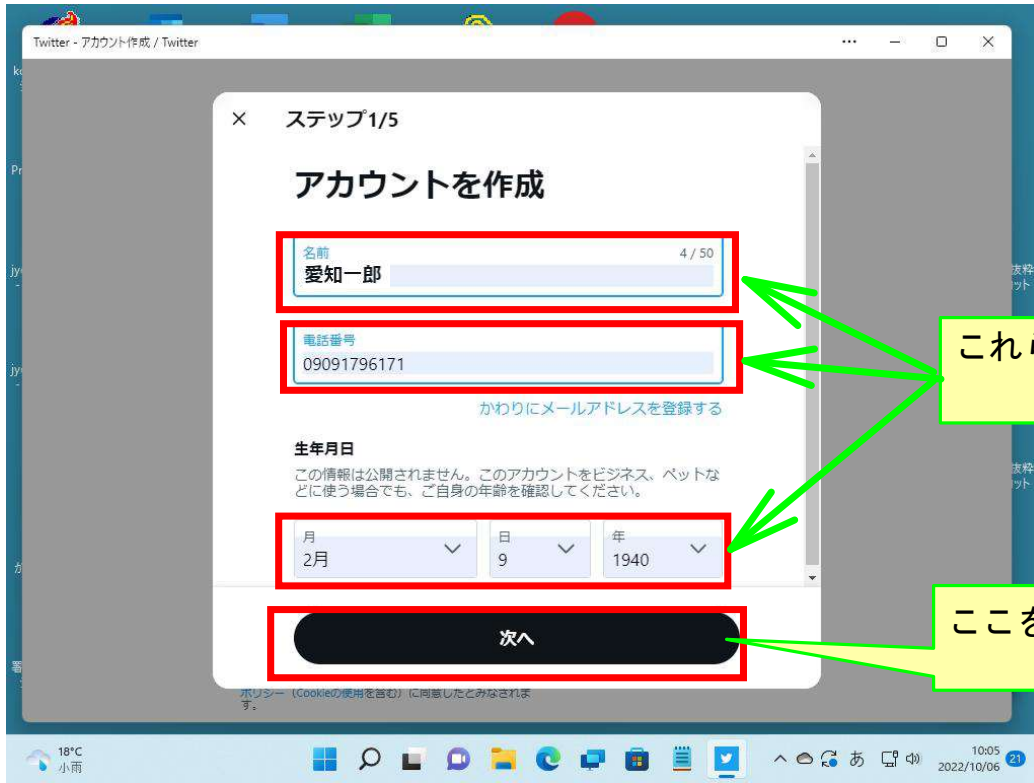 Twitter - アカウント作成 / Twitter
ステップ1/5
アカウントを作成
名前
4 / 50
愛知一郎
電話番号
09091796171
かわりにメールアドレスを登録する
これ
生年月日
この情報は公開されません。このアカウントをビジネス、ペットな
どに使う場合でも、ご自身の年齢を確認してください。
月
2月
日
9
年
1940
次へ
ここを
ポリシー（Cookieの使用を含む）に同意したとみなされま
す。
18°C
小雨
あ
10:05
2022/10/06
21